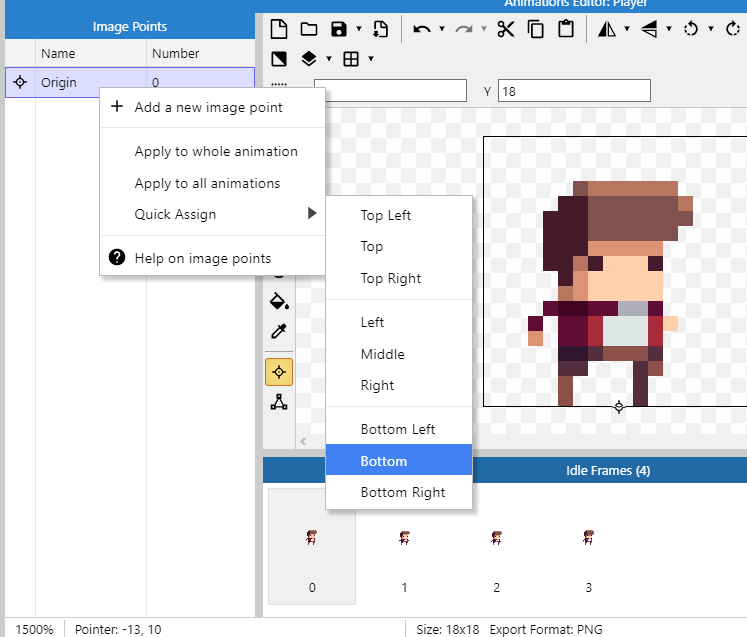 Animations Editor: Player
Image Points
Name Number
Origin 0
Y 18
Add a new image point
Apply to whole animation
Apply to all animations
Quick Assign
Help on image points
Top Left
Top
Top Right
Left
Middle
Right
Bottom Left
Bottom
Bottom Right
Idle Frames (4)
0 1 2 3
1500% Pointer: -13, 10 Size: 18x18 Export Format: PNG